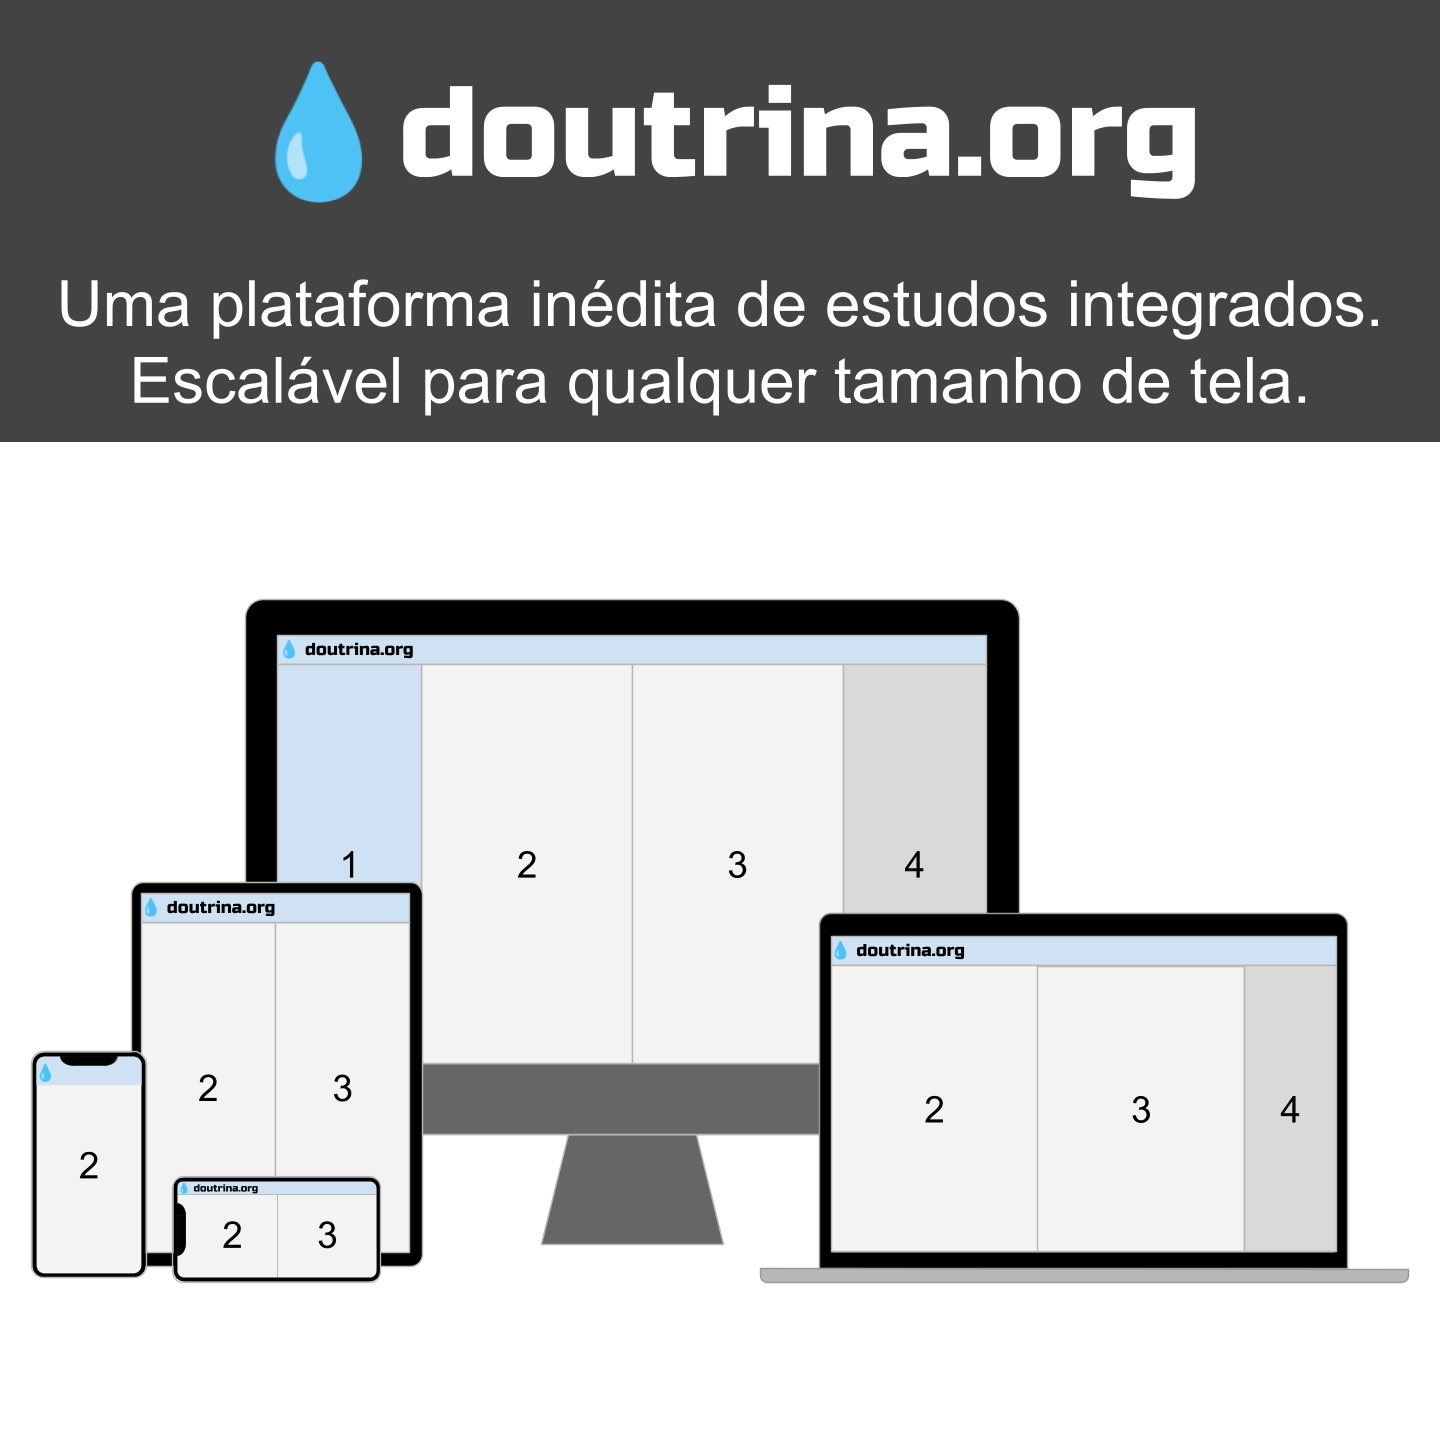 doutrina.org
Uma plataforma inédita de estudos integrados.
Escalável para qualquer tamanho de tela.
doutrina.org
1
2
3
4
doutrina.org
2
3
2
doutrina.org
2
3
doutrina.org
2
3
4